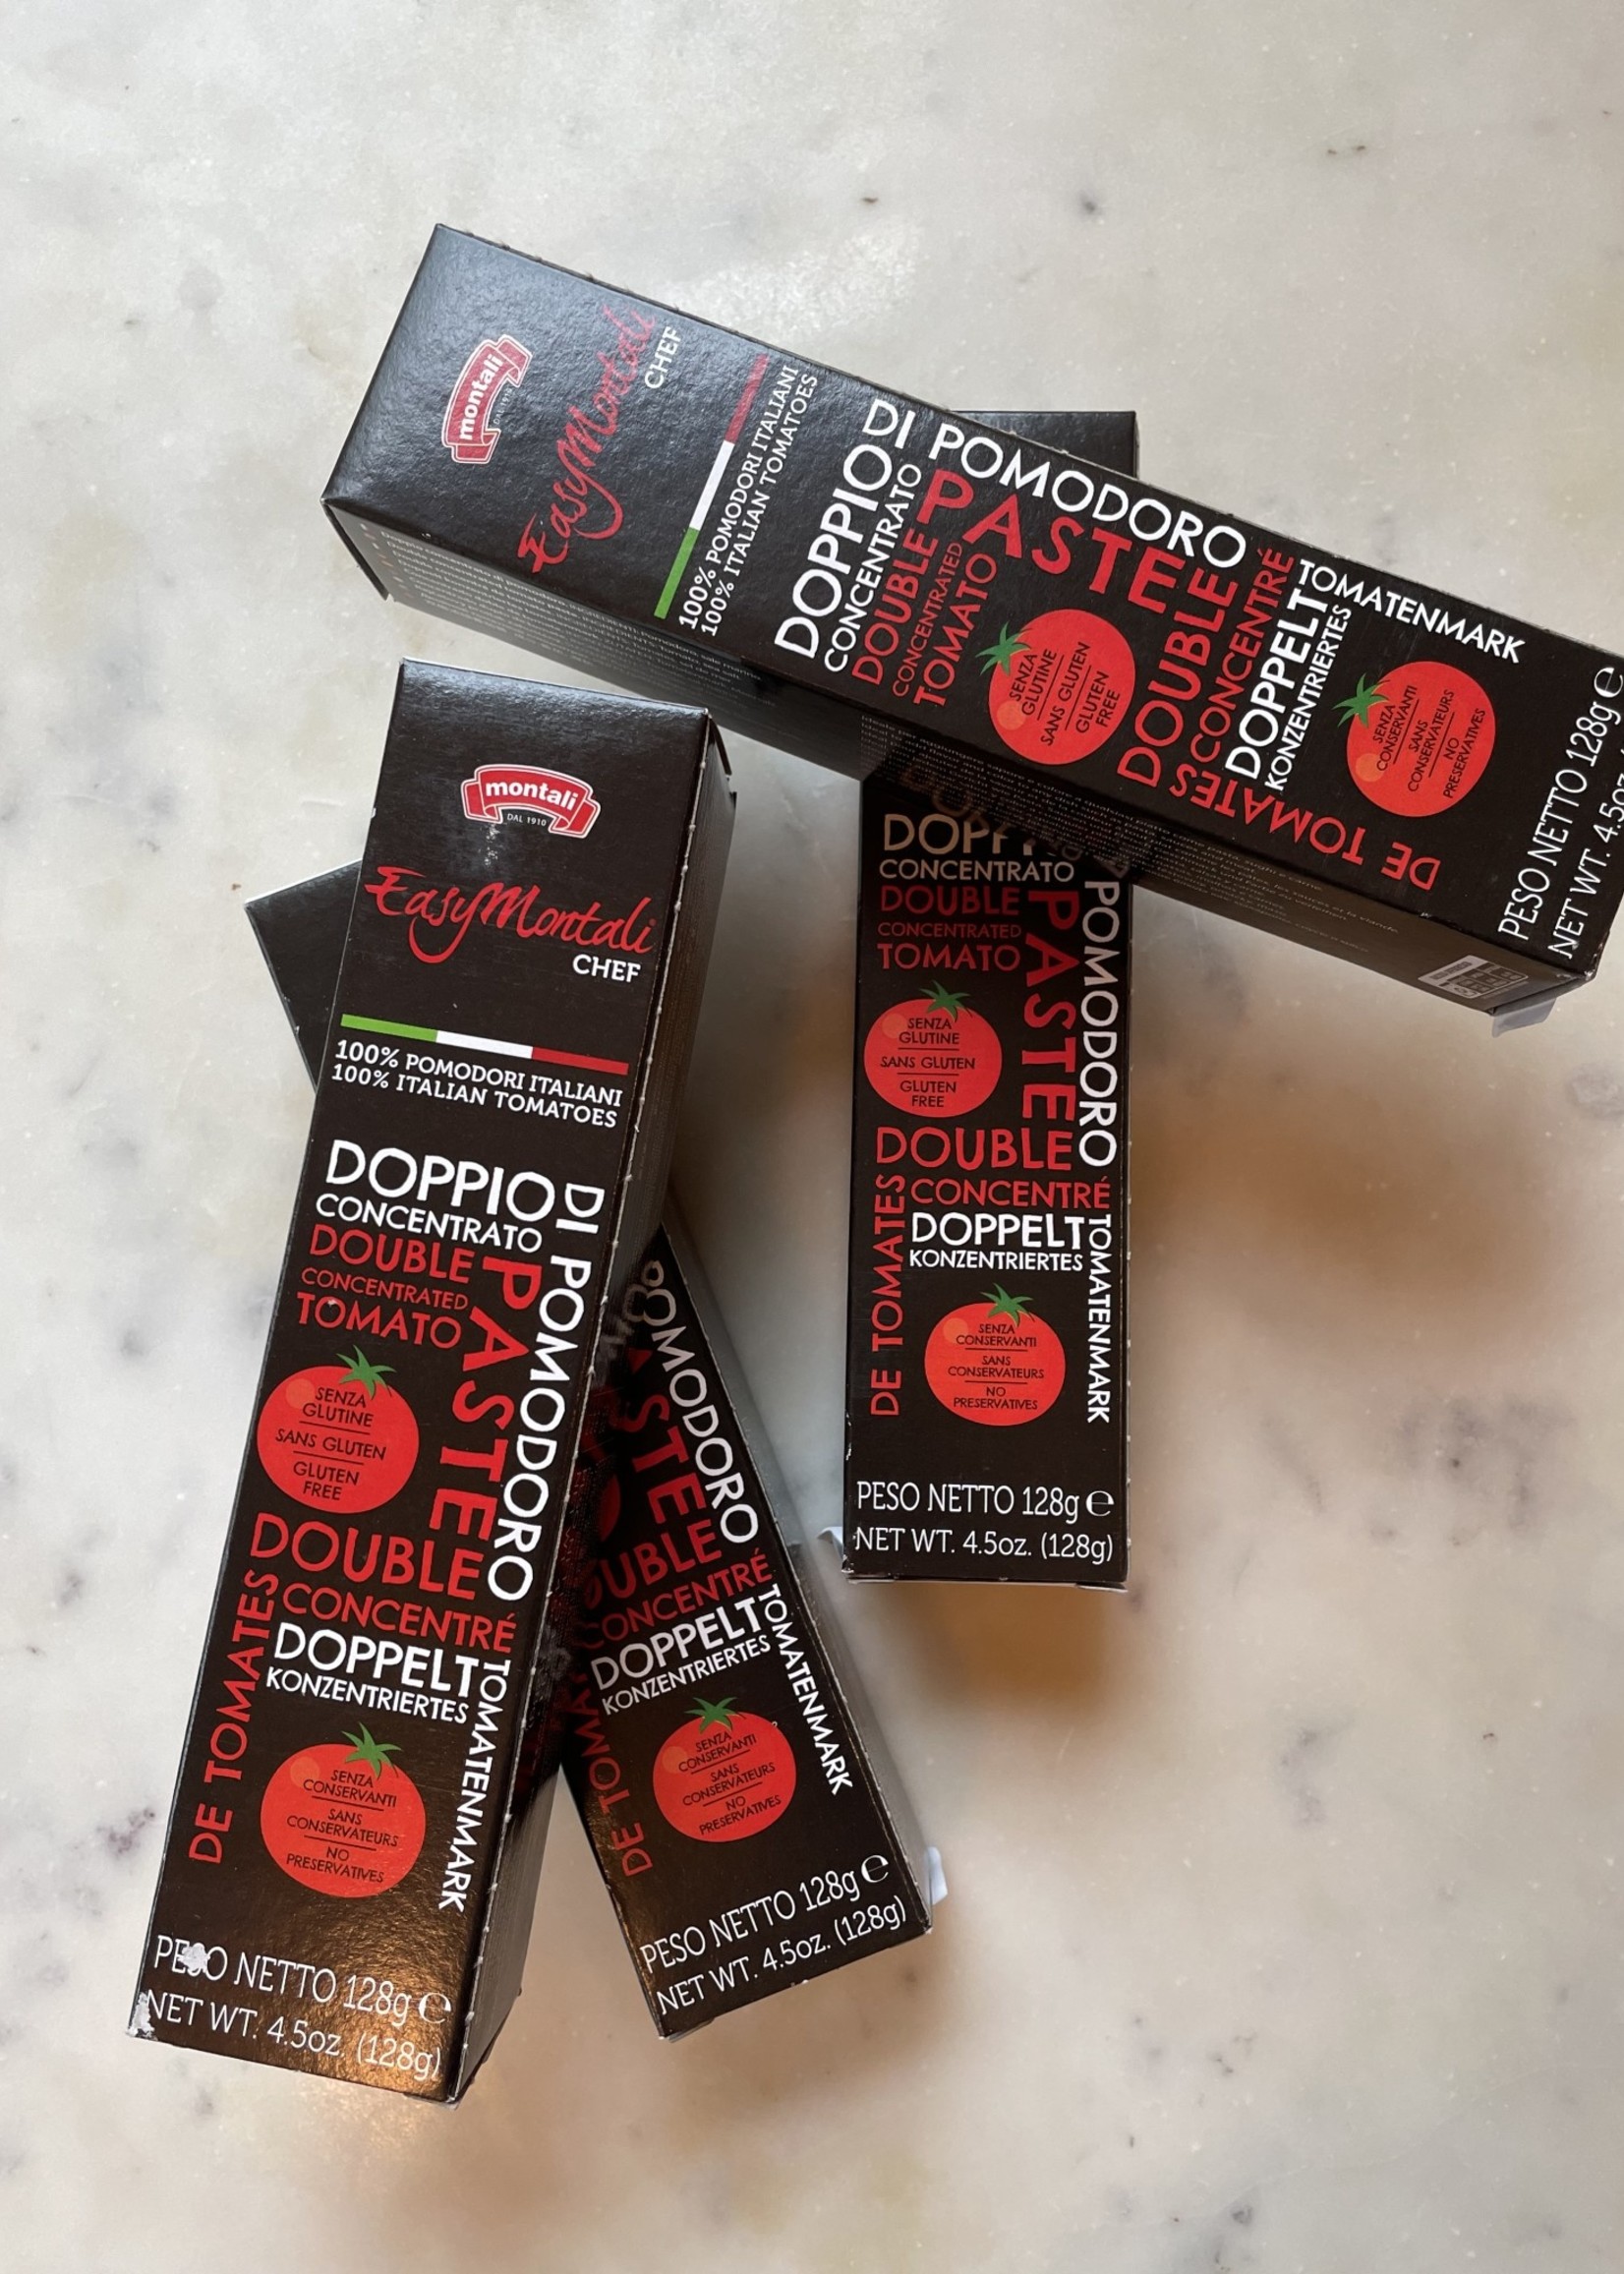 montali
DAL 1910
EasyMontali
CHEF
100% POMODORI ITALIANI
100% ITALIAN TOMATOES
DOPPIO
CONCENTRATO
DI POMODORO
DOUBLE
CONCENTRATED
TOMATO
PASTE
SENZA
GLUTINE
SANS GLUTEN
GLUTEN
FREE
DOUBLE
CONCENTRÉ
DE TOMATES
DOPPELT
KONZENTRIERTES
TOMATENMARK
SENZA
CONSERVANTI
SANS
CONSERVATEURS
NO
PRESERVATIVES
PESO NETTO 128g e
NET WT. 4.5
montali
DAL 1910
EasyMontali
CHEF
100% POMODORI ITALIANI
100% ITALIAN TOMATOES
DOPPIO
CONCENTRATO
DI POMODORO
DOUBLE
CONCENTRATED
TOMATO
PASTE
SENZA
GLUTINE
SANS GLUTEN
GLUTEN
FREE
DOUBLE
CONCENTRÉ
DE TOMATES
DOPPELT
KONZENTRIERTES
TOMATENMARK
SENZA
CONSERVANTI
SANS
CONSERVATEURS
NO
PRESERVATIVES
PESO NETTO 128g e
NET WT. 4.5oz. (128g)
CONCENTRATO
POMODORO
DOUBLE
CONCENTRATED
TOMATO
PASTE
SENZA
GLUTINE
SANS GLUTEN
GLUTEN
FREE
DOUBLE
CONCENTRÉ
DE TOMATES
DOPPELT
KONZENTRIERTES
TOMATENMARK
SENZA
CONSERVANTI
SANS
CONSERVATEURS
NO
PRESERVATIVES
PESO NETTO 128g e
NET WT. 4.5oz. (128g)
POMODORO
DOPPELT
KONZENTRIERTES
TOMATENMARK
SENZA
CONSERVANTI
SANS
CONSERVATEURS
NO
PRESERVATIVES
PESO NETTO 128g e
NET WT. 4.5oz. (128g)